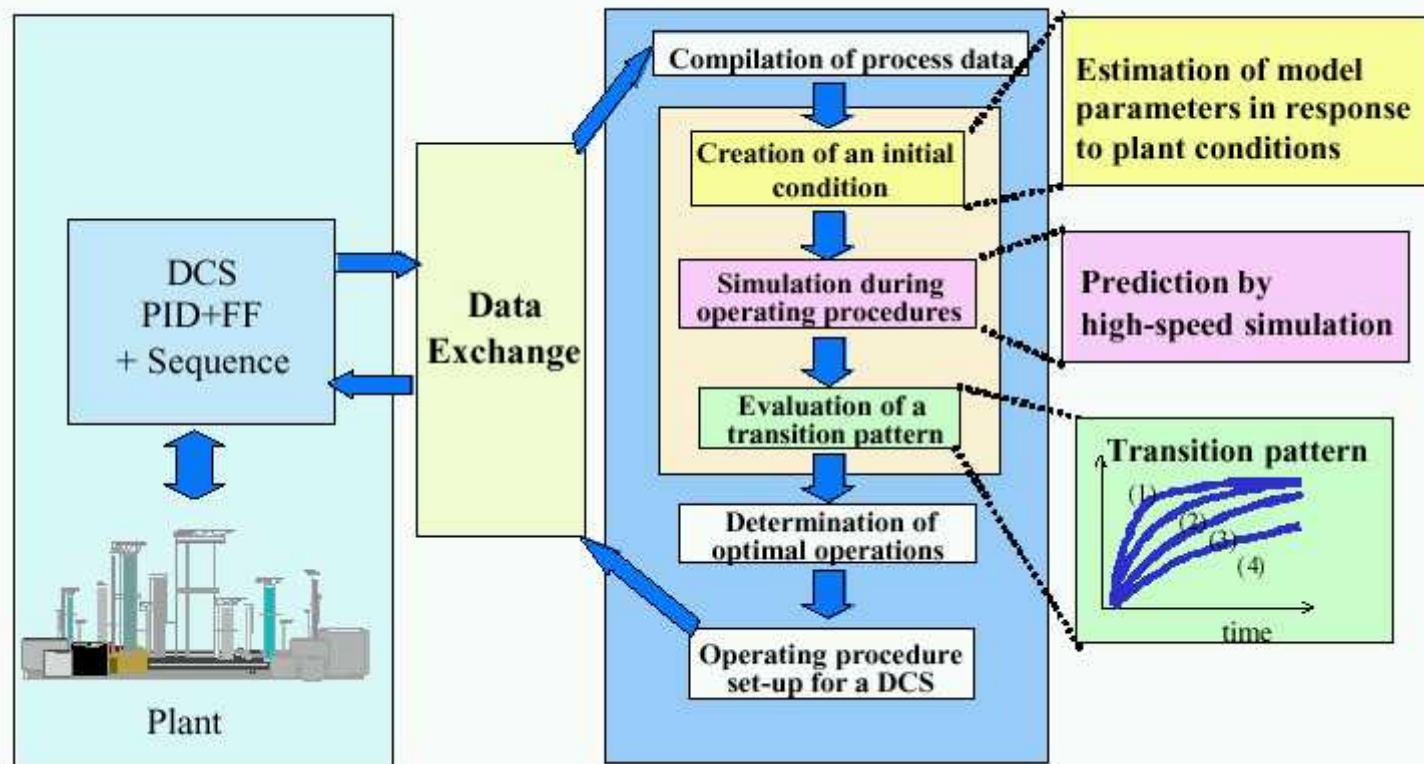 DCS
PID+FF
+ Sequence
Plant
Data
Exchange
Compilation of process data
Creation of an initial
condition
Simulation during
operating procedures
Evaluation of a
transition pattern
Determination of
optimal operations
Operating procedure
set-up for a DCS
Estimation of model
parameters in response
to plant conditions
Prediction by
high-speed simulation
Transition pattern
(1)
(2)
(3)
(4)
time